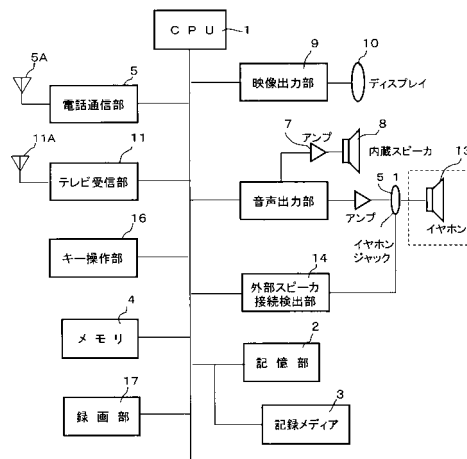 ＣＰＵ
1
5A
5
電話通信部
9
映像出力部
10
ディスプレイ
7
アンプ
8
内蔵スピーカ
11A
11
テレビ受信部
音声出力部
アンプ
5 1
13
イヤホン
イヤホン
ジャック
16
キー操作部
14
外部スピーカ
接続検出部
4
メモリ
2
記憶部
17
録画部
3
記録メディア